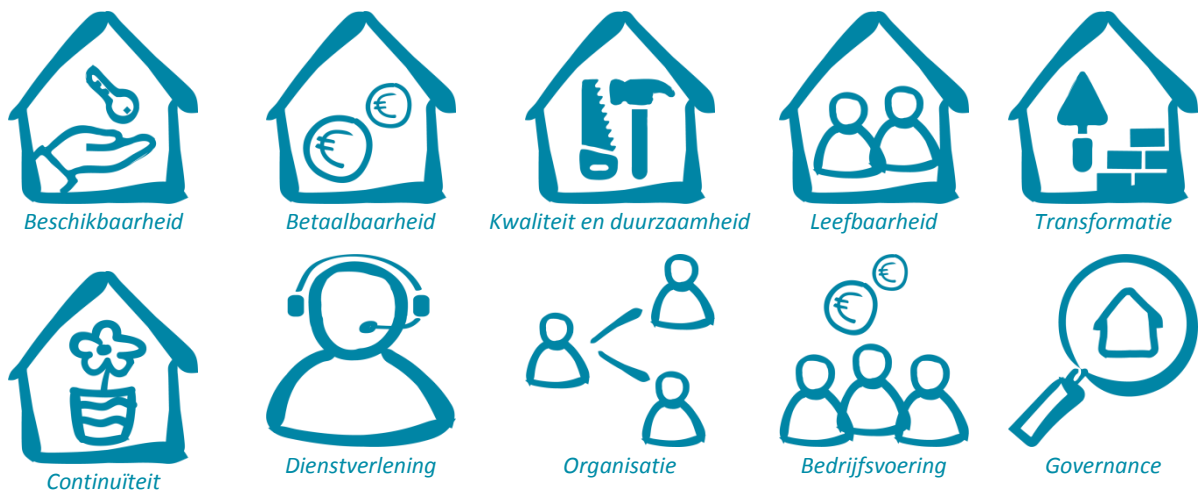 Beschikbaarheid
Betaalbaarheid
Kwaliteit en duurzaamheid
Leefbaarheid
Transformatie
€
€
€
€
Continuïteit
Dienstverlening
Organisatie
Bedrijfsvoering
Governance